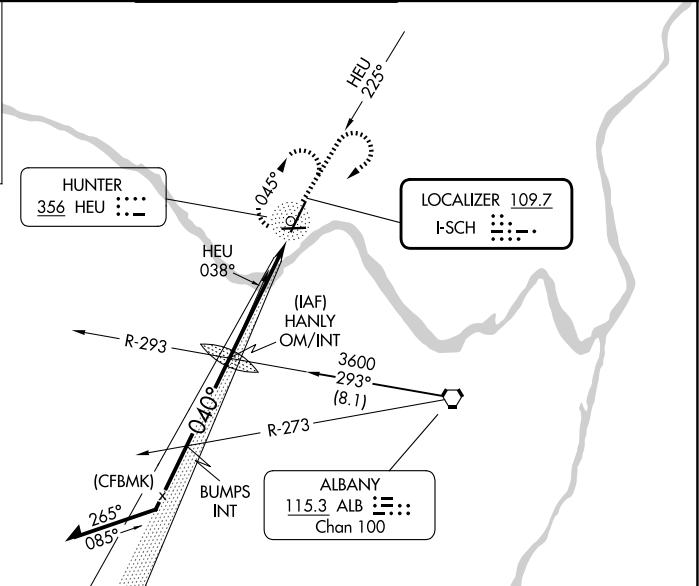 HEU
225°
045°
HUNTER
356 HEU
LOCALIZER 109.7
I-SCH
HEU
038°
(IAF)
HANLY
OM/INT
R-293
3600
293°
(8.1)
040°
R-273
(CFBMK)
BUMPS
INT
265°
085°
ALBANY
115.3 ALB
Chan 100